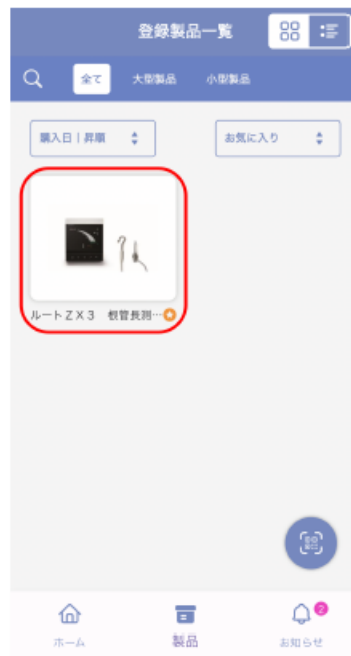 登録製品一覧
全て 大型製品 小型製品
購入日 | 昇順 お気に入り
ルートZX3 根管長測…
2
ホーム 製品 お知らせ